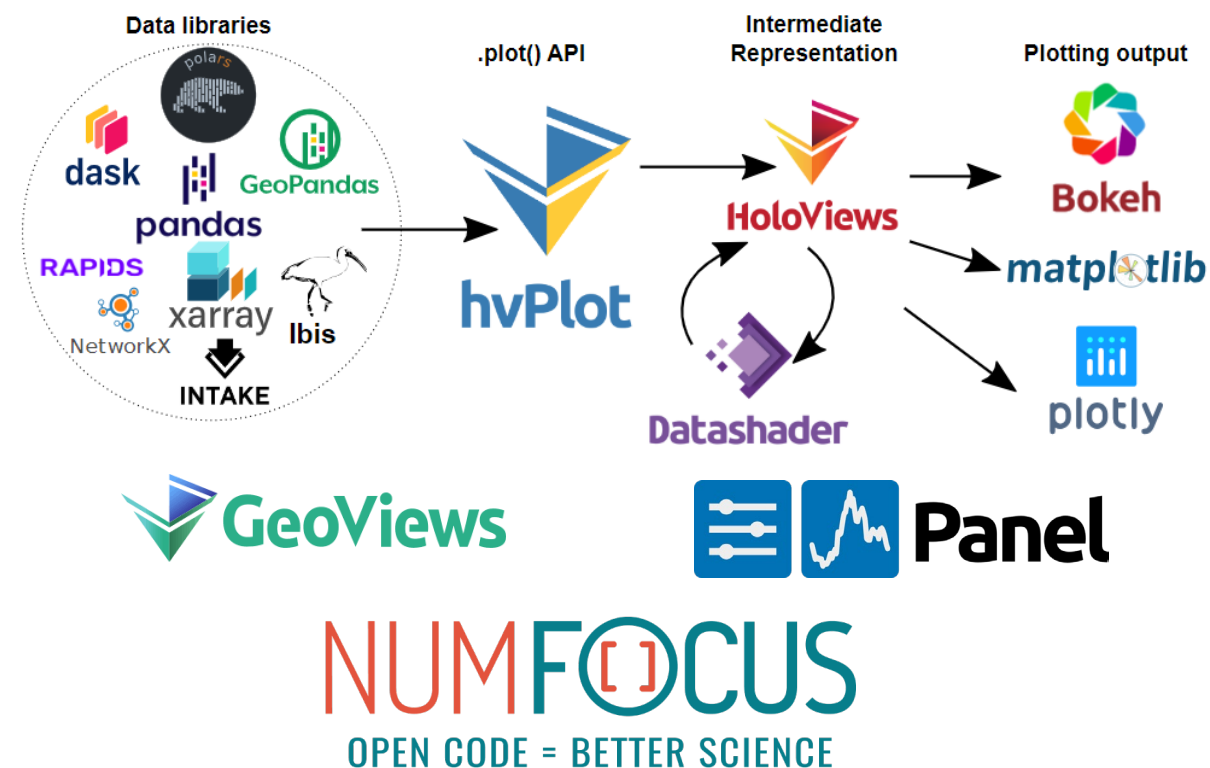 Data libraries
.plot() API
Intermediate
Representation
Plotting output
polars
dask
GeoPandas
pandas
RAPIDS
xarray
NetworkX
Ibis
INTAKE
hvPlot
HoloViews
Datashader
Bokeh
matplotlib
plotly
GeoViews
Panel
NUMFOCUS
OPEN CODE = BETTER SCIENCE